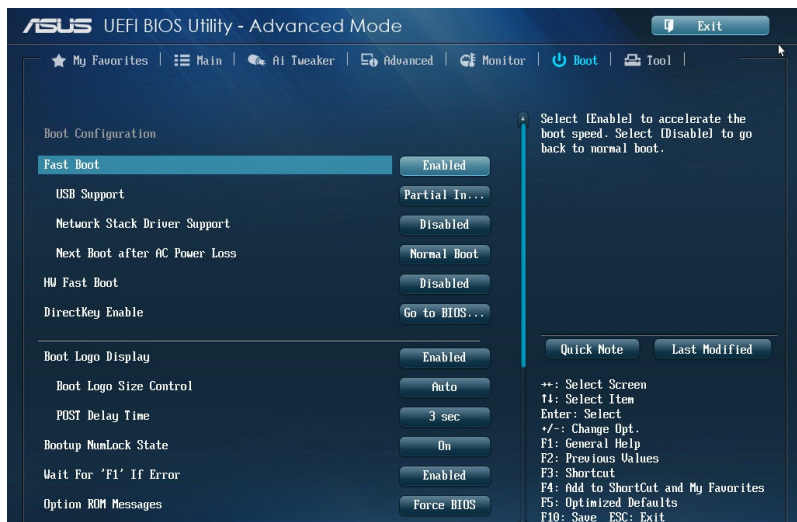 ASUS UEFI BIOS Utility - Advanced Mode
Exit
My Favorites | Main | Ai Tweaker | Advanced | Monitor | Boot | Tool |
Boot Configuration
Fast Boot Enabled
USB Support Partial In...
Network Stack Driver Support Disabled
Next Boot after AC Power Loss Normal Boot
HW Fast Boot Disabled
DirectKey Enable Go to BIOS...
Boot Logo Display Enabled
Boot Logo Size Control Auto
POST Delay Time 3 sec
Bootup NumLock State On
Wait For 'F1' If Error Enabled
Option ROM Messages Force BIOS
Select [Enable] to accelerate the
boot speed. Select [Disable] to go
back to normal boot.
Quick Note Last Modified
→←: Select Screen
↑↓: Select Item
Enter: Select
+/-: Change Opt.
F1: General Help
F2: Previous Values
F3: Shortcut
F4: Add to ShortCut and My Favorites
F5: Optimized Defaults
F10: Save ESC: Exit